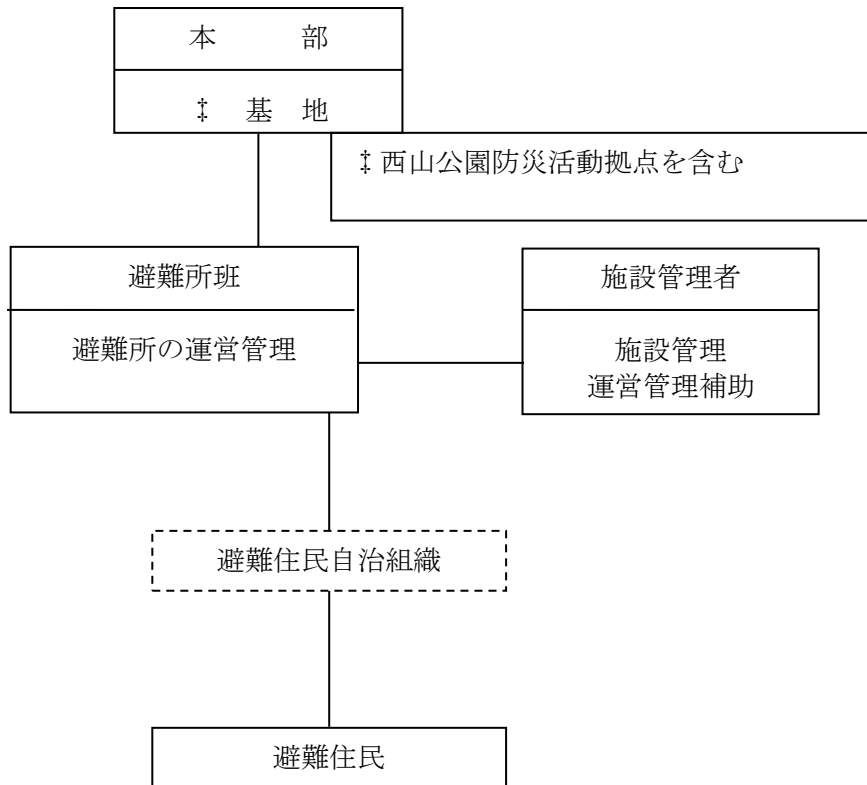 本　　　部
‡　基　地
‡西山公園防災活動拠点を含む
避難所班
避難所の運営管理
施設管理者
施設管理
運営管理補助
避難住民自治組織
避難住民